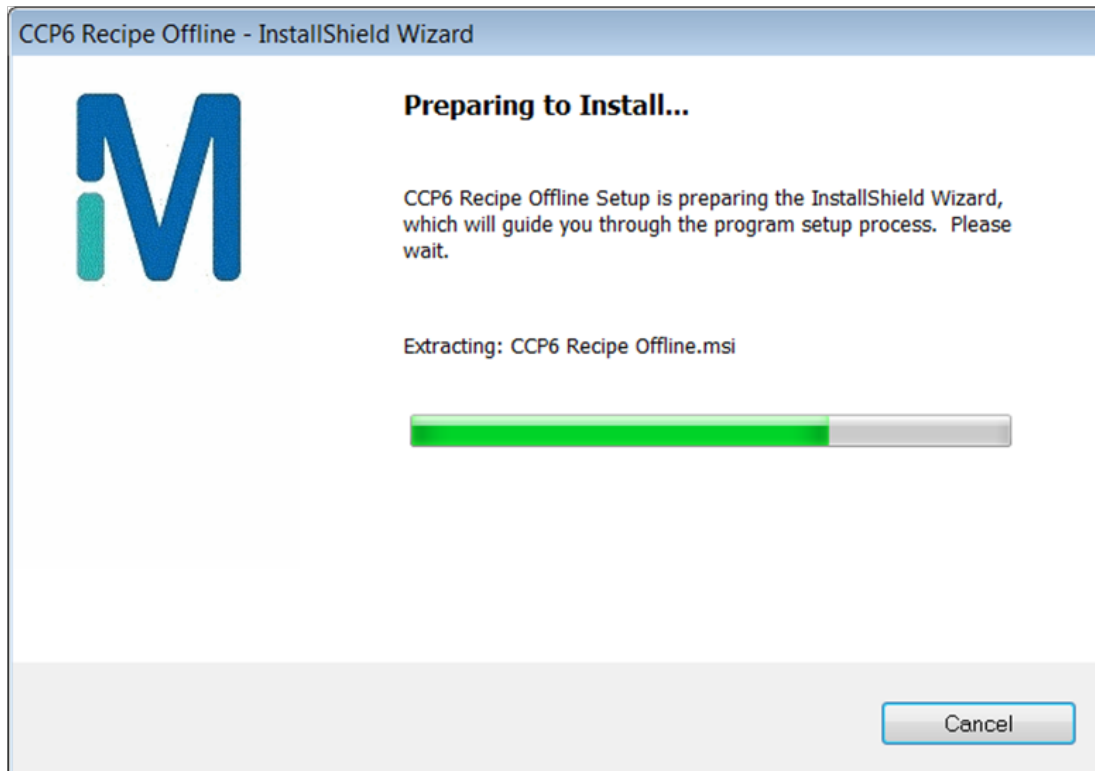 CCP6 Recipe Offline - InstallShield Wizard
M
Preparing to Install...
CCP6 Recipe Offline Setup is preparing the InstallShield Wizard,
which will guide you through the program setup process.  Please
wait.
Extracting: CCP6 Recipe Offline.msi
Cancel